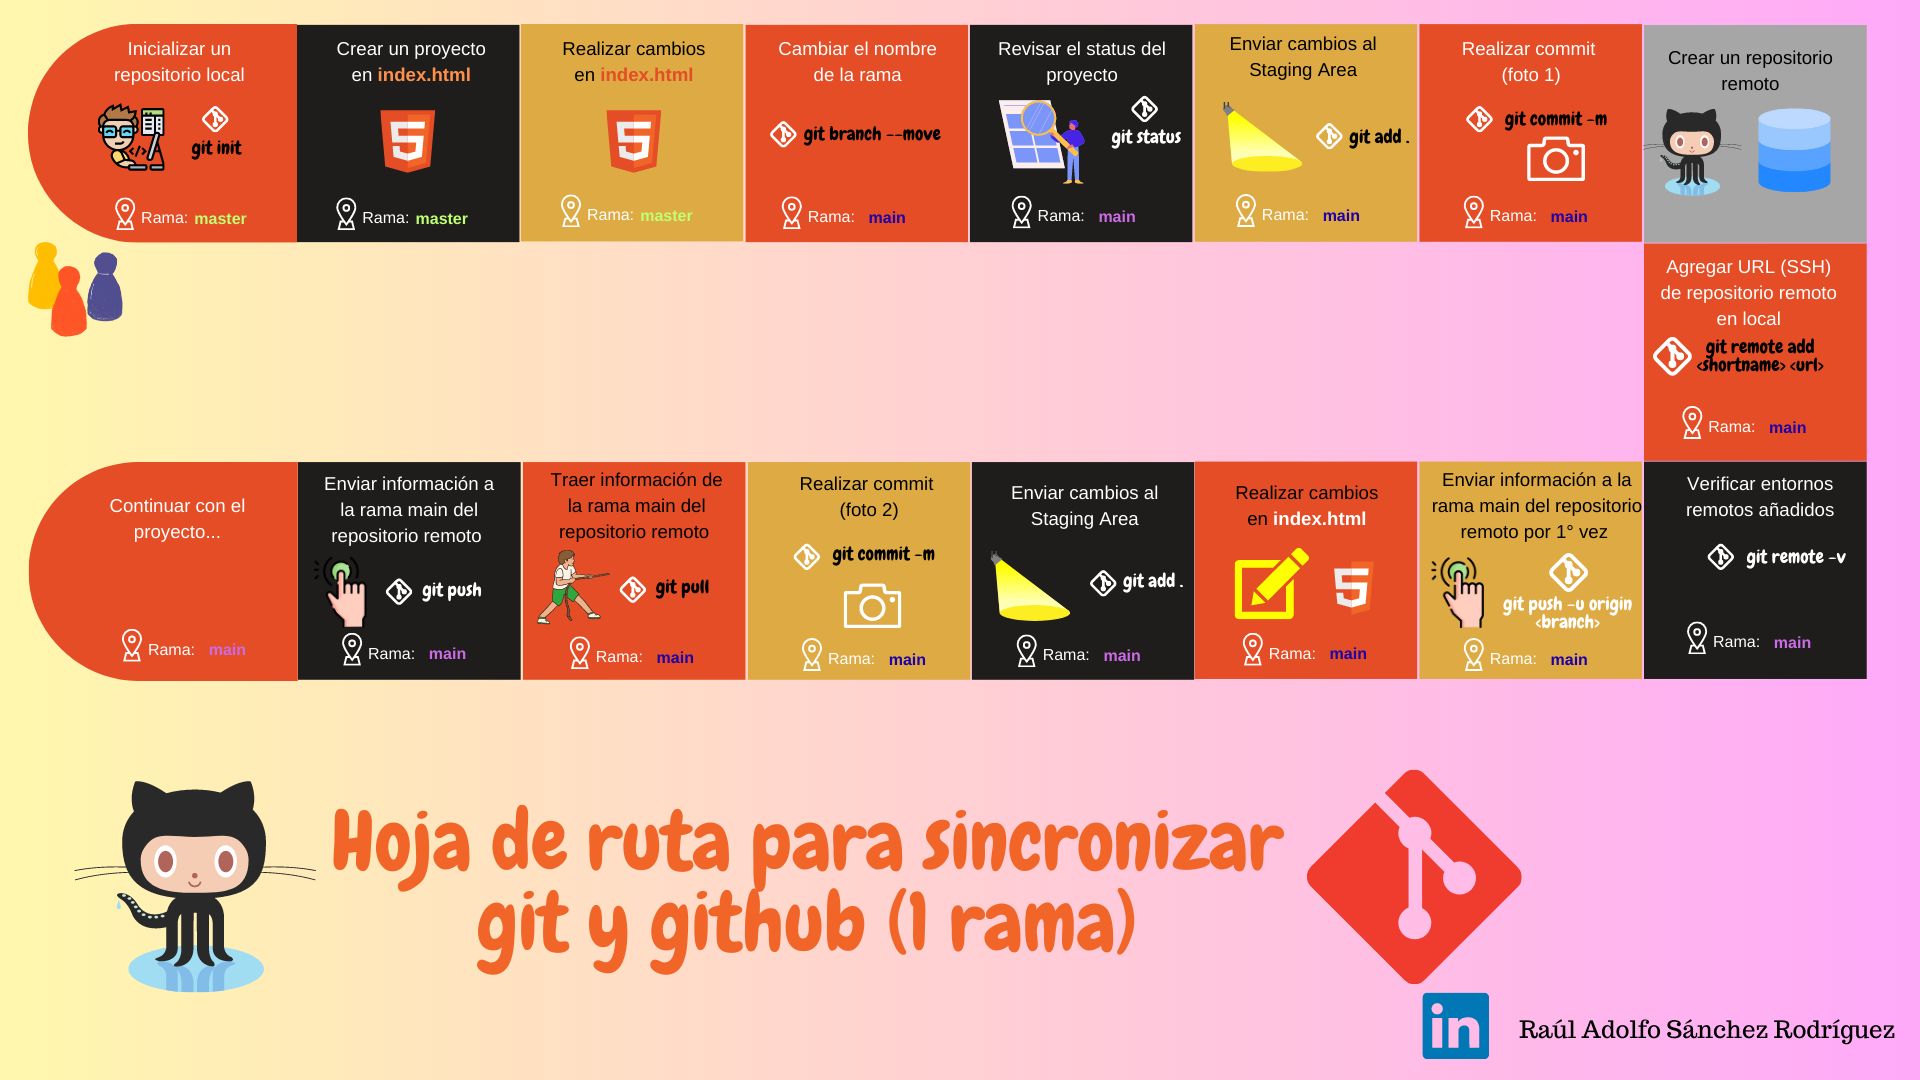 Inicializar un
repositorio local
git init
Rama: master
Crear un proyecto
en index.html
Rama: master
Realizar cambios
en index.html
Rama: master
Cambiar el nombre
de la rama
git branch --move
Rama: main
Revisar el status del
proyecto
git status
Rama: main
Enviar cambios al
Staging Area
git add .
Rama: main
Realizar commit
(foto 1)
git commit -m
Rama: main
Crear un repositorio
remoto
Agregar URL (SSH)
de repositorio remoto
en local
git remote add
<shortname> <url>
Rama: main
Verificar entornos
remotos añadidos
git remote -v
Rama: main
Enviar información a la
rama main del repositorio
remoto por 1° vez
git push -u origin
<branch>
Rama: main
Realizar cambios
en index.html
Rama: main
Enviar cambios al
Staging Area
git add .
Rama: main
Realizar commit
(foto 2)
git commit -m
Rama: main
Traer información de
la rama main del
repositorio remoto
git pull
Rama: main
Enviar información a
la rama main del
repositorio remoto
git push
Rama: main
Continuar con el
proyecto...
Rama: main
Hoja de ruta para sincronizar
git y github (1 rama)
in
Raúl Adolfo Sánchez Rodríguez